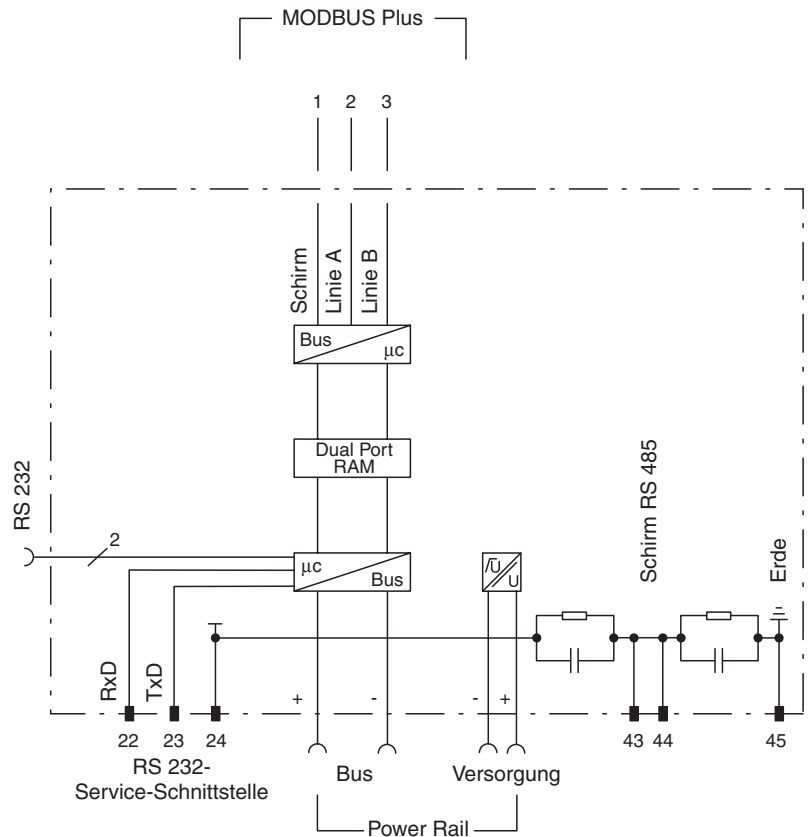 MODBUS Plus
1 2 3
Schirm
Linie A
Linie B
Bus
µc
Dual Port
RAM
RS 232
2
µc
Bus
U
U
Schirm RS 485
Erde
RxD
TxD
+ - - +
22 23 24 43 44 45
RS 232-
Service-Schnittstelle
Bus Versorgung
Power Rail